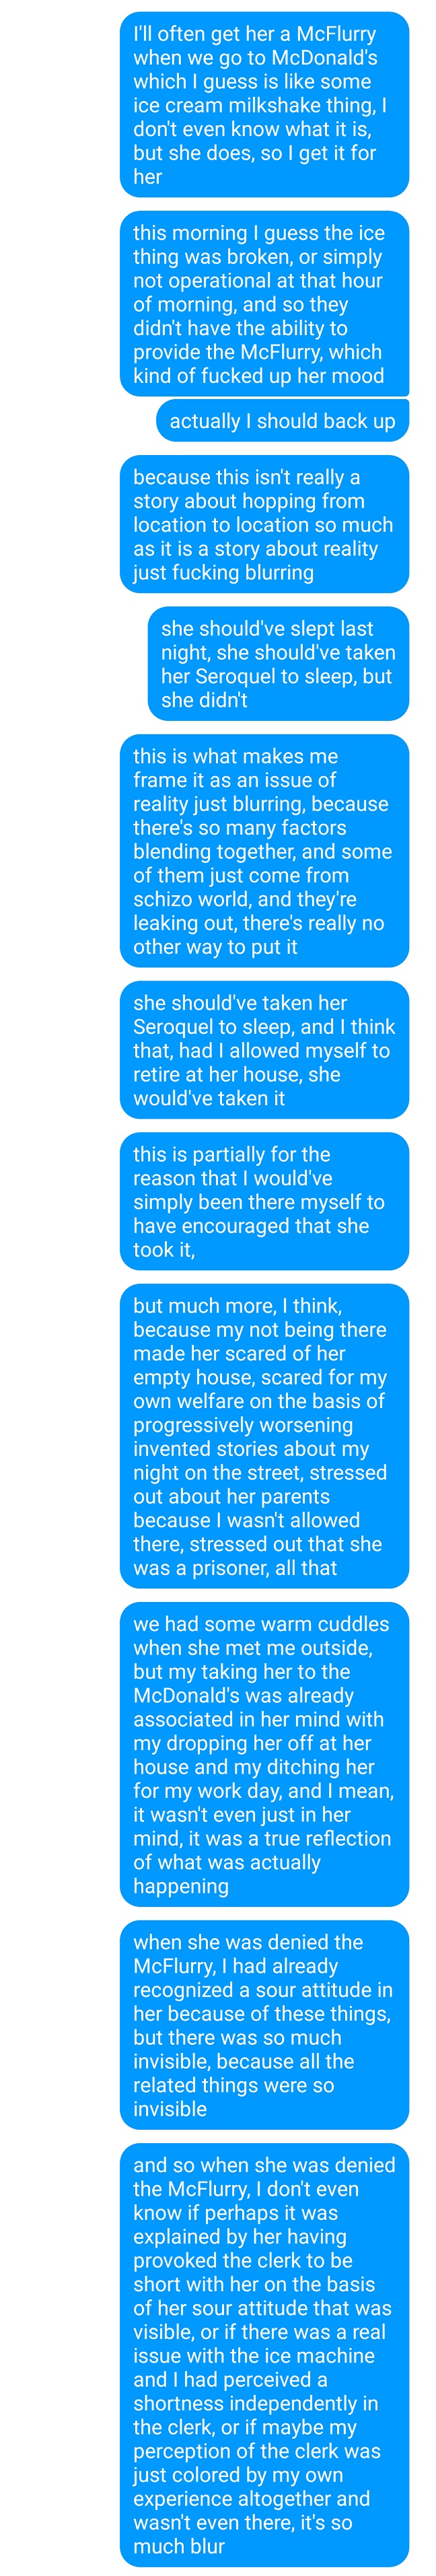 I'll often get her a McFlurry
when we go to McDonald's
which I guess is like some
ice cream milkshake thing, I
don't even know what it is,
but she does, so I get it for
her
this morning I guess the ice
thing was broken, or simply
not operational at that hour
of morning, and so they
didn't have the ability to
provide the McFlurry, which
kind of fucked up her mood
actually I should back up
because this isn't really a
story about hopping from
location to location so much
as it is a story about reality
just fucking blurring
she should've slept last
night, she should've taken
her Seroquel to sleep, but
she didn't
this is what makes me
frame it as an issue of
reality just blurring, because
there's so many factors
blending together, and some
of them just come from
schizo world, and they're
leaking out, there's really no
other way to put it
she should've taken her
Seroquel to sleep, and I think
that, had I allowed myself to
retire at her house, she
would've taken it
this is partially for the
reason that I would've
simply been there myself to
have encouraged that she
took it,
but much more, I think,
because my not being there
made her scared of her
empty house, scared for my
own welfare on the basis of
progressively worsening
invented stories about my
night on the street, stressed
out about her parents
because I wasn't allowed
there, stressed out that she
was a prisoner, all that
we had some warm cuddles
when she met me outside,
but my taking her to the
McDonald's was already
associated in her mind with
my dropping her off at her
house and my ditching her
for my work day, and I mean,
it wasn't even just in her
mind, it was a true reflection
of what was actually
happening
when she was denied the
McFlurry, I had already
recognized a sour attitude in
her because of these things,
but there was so much
invisible, because all the
related things were so
invisible
and so when she was denied
the McFlurry, I don't even
know if perhaps it was
explained by her having
provoked the clerk to be
short with her on the basis
of her sour attitude that was
visible, or if there was a real
issue with the ice machine
and I had perceived a
shortness independently in
the clerk, or if maybe my
perception of the clerk was
just colored by my own
experience altogether and
wasn't even there, it's so
much blur